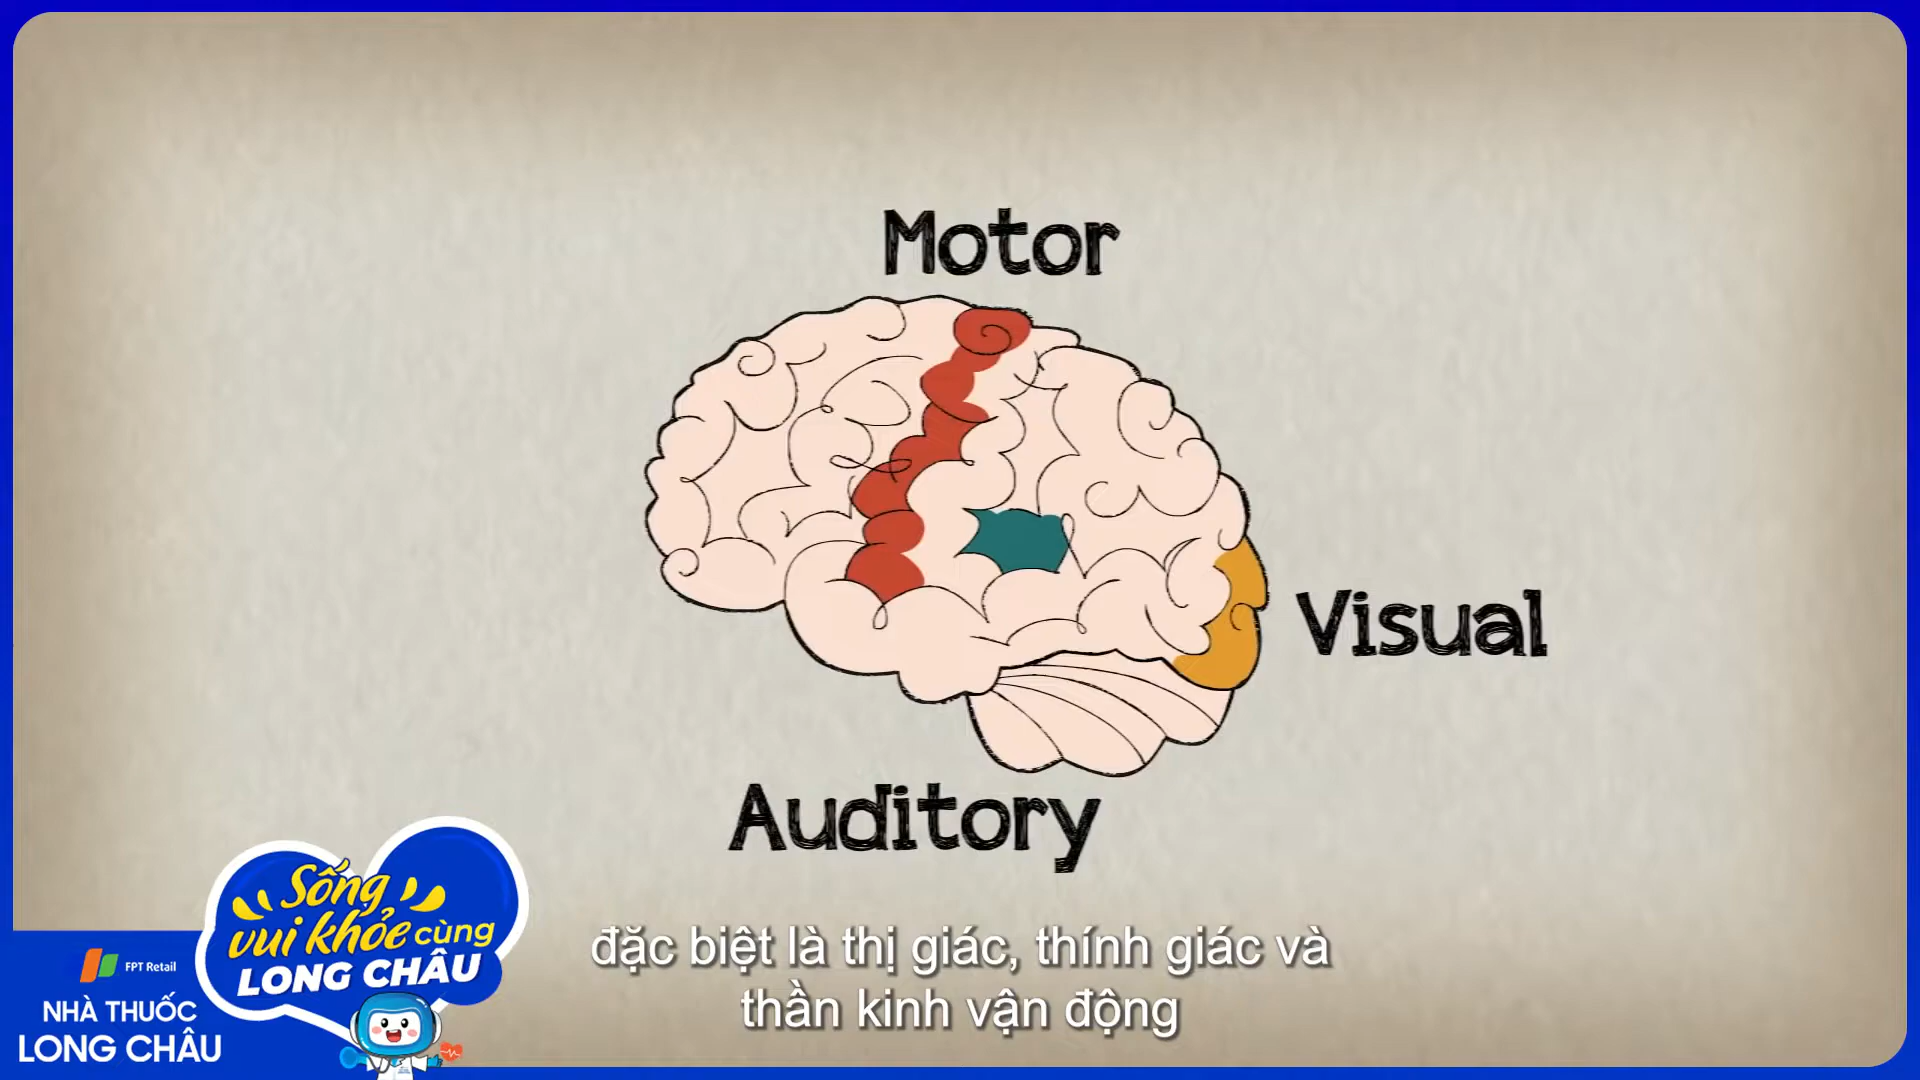 Motor
Visual
Auditory
Sống
vui khỏe cùng
LONG CHÂU
FPT Retail
NHÀ THUỐC
LONG CHÂU
đặc biệt là thị giác, thính giác và
thần kinh vận động